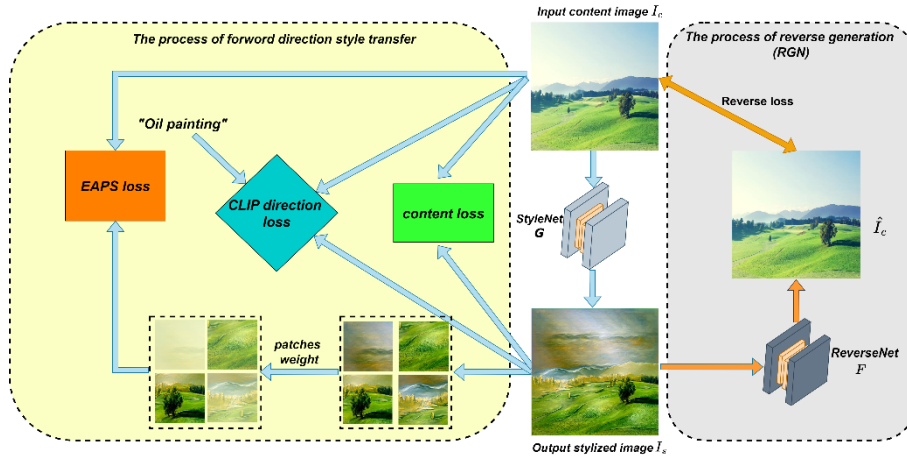 The process of forword direction style transfer
Input content image I_c
The process of reverse generation
(RGN)
Reverse loss
"Oil painting"
EAPS loss
CLIP direction
loss
content loss
StyleNet
G
Î_c
patches
weight
ReverseNet
F
Output stylized image I_s